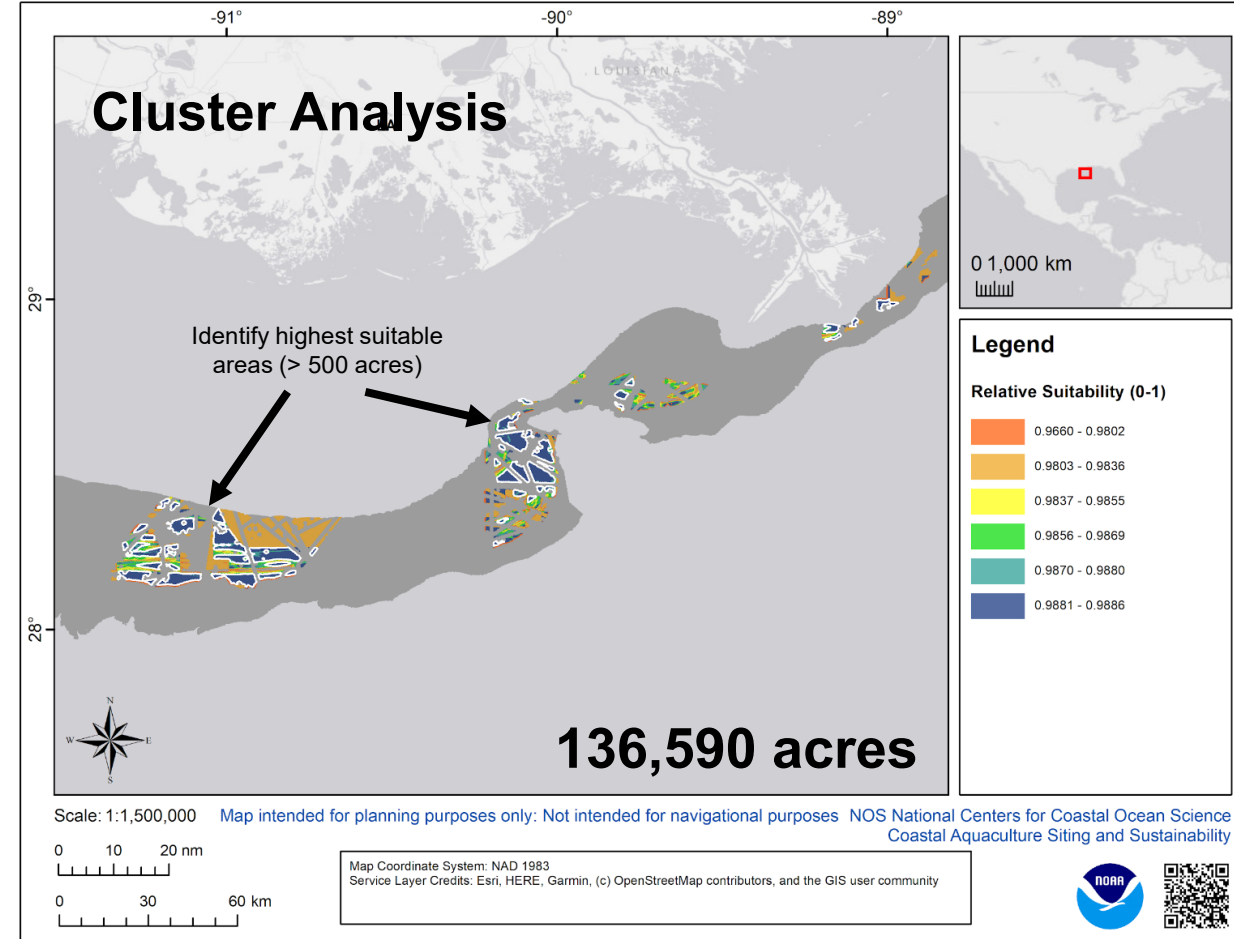 -91°
-90°
-89°
LOUISIANA
Cluster Analysis
29°
28°
Identify highest suitable
areas (> 500 acres)
N
W
E
S
136,590 acres
0 1,000 km
Legend
Relative Suitability (0-1)
0.9660 - 0.9802
0.9803 - 0.9836
0.9837 - 0.9855
0.9856 - 0.9869
0.9870 - 0.9880
0.9881 - 0.9886
Scale: 1:1,500,000
Map intended for planning purposes only: Not intended for navigational purposes
NOS National Centers for Coastal Ocean Science
Coastal Aquaculture Siting and Sustainability
0 10 20 nm
0 30 60 km
Map Coordinate System: NAD 1983
Service Layer Credits: Esri, HERE, Garmin, (c) OpenStreetMap contributors, and the GIS user community
NOAA